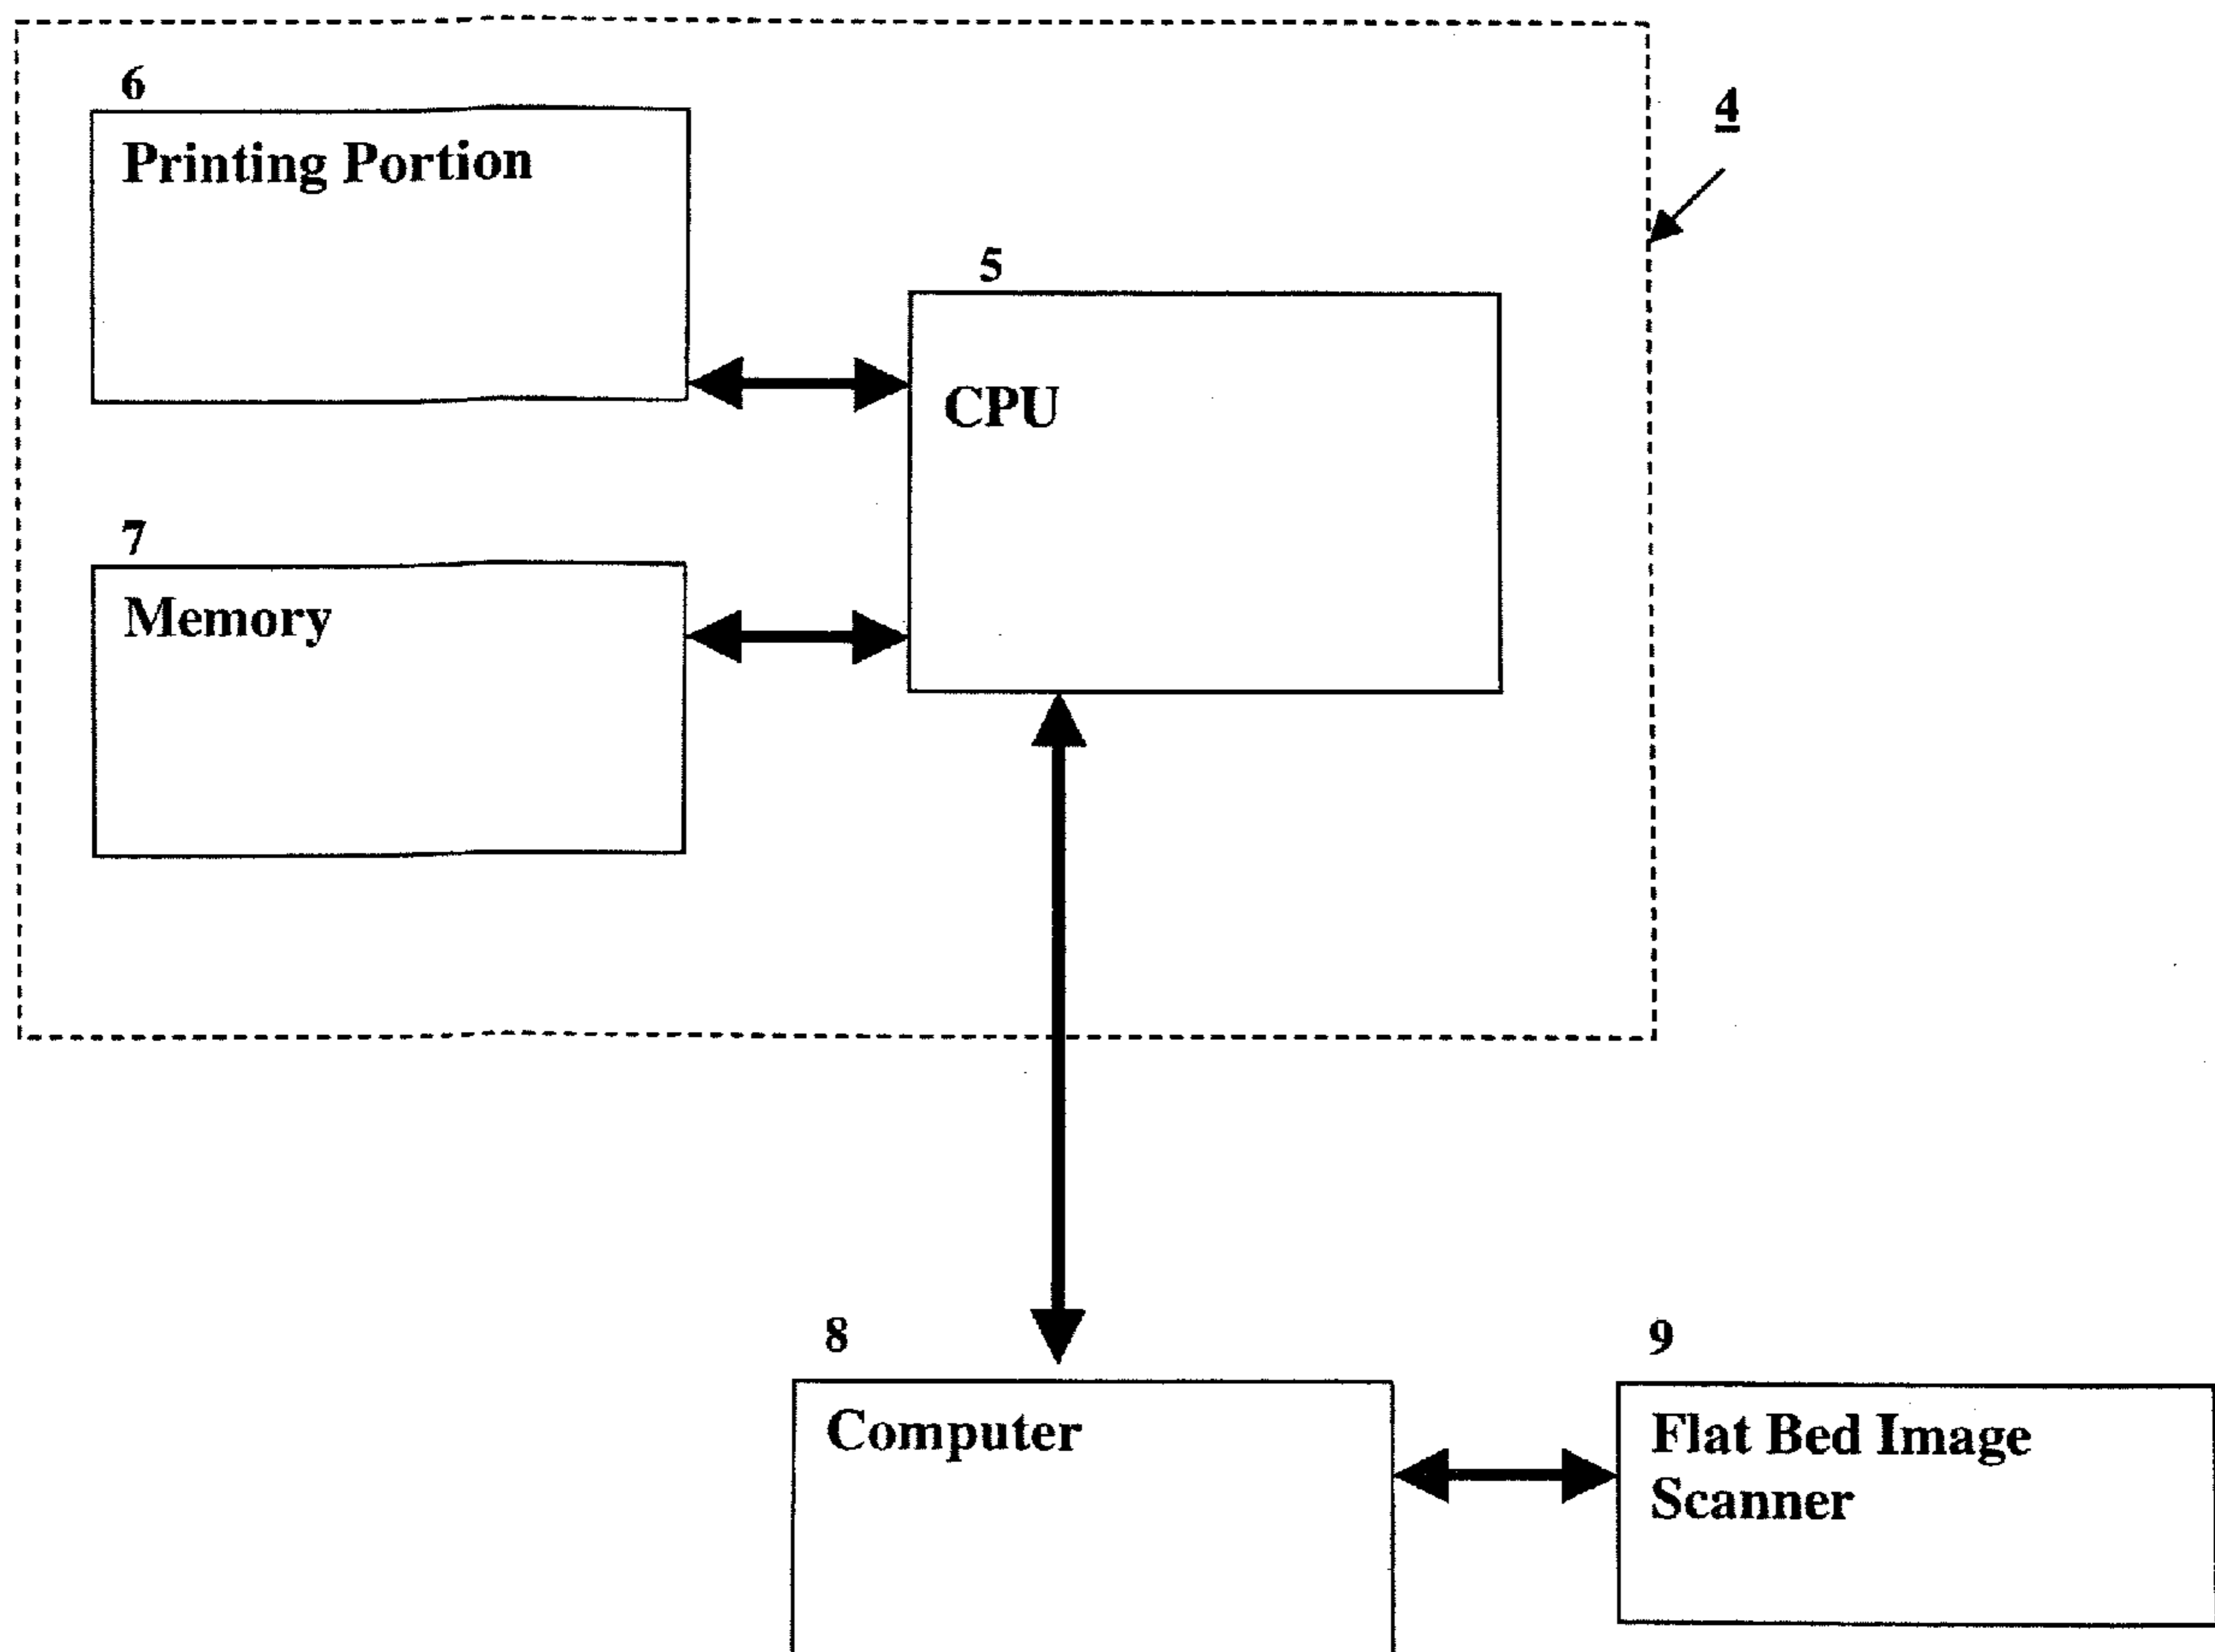 6
Printing Portion
4
5
CPU
7
Memory
8
Computer
9
Flat Bed Image
Scanner